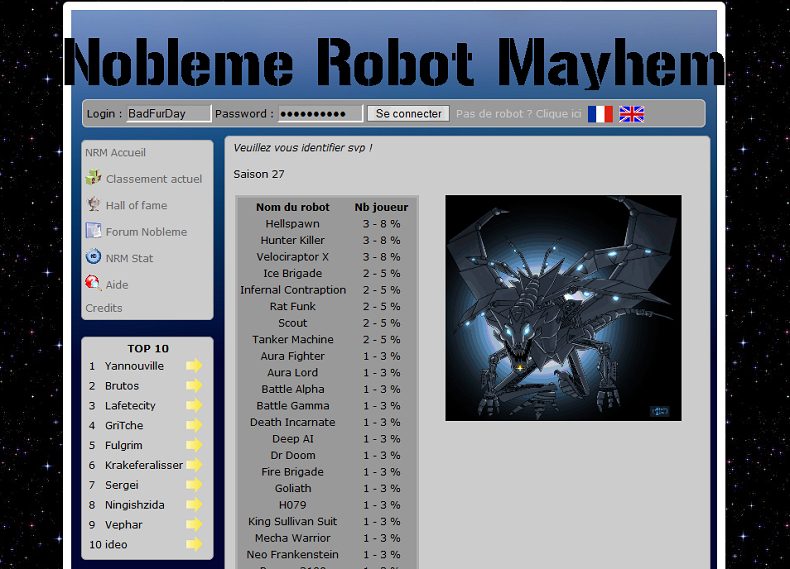 Nobleme Robot Mayhem
Login : BadFurDay Password : ●●●●●●●●●● Se connecter Pas de robot ? Clique ici
NRM Accueil
Classement actuel
Hall of fame
Forum Nobleme
NRM Stat
Aide
Credits
TOP 10
1 Yannouville
2 Brutos
3 Lafetecity
4 GriTche
5 Fulgrim
6 Krakeferalisser
7 Sergei
8 Ningishzida
9 Vephar
10 ideo
Veuillez vous identifier svp !
Saison 27
Nom du robot Nb joueur
Hellspawn 3 - 8 %
Hunter Killer 3 - 8 %
Velociraptor X 3 - 8 %
Ice Brigade 2 - 5 %
Infernal Contraption 2 - 5 %
Rat Funk 2 - 5 %
Scout 2 - 5 %
Tanker Machine 2 - 5 %
Aura Fighter 1 - 3 %
Aura Lord 1 - 3 %
Battle Alpha 1 - 3 %
Battle Gamma 1 - 3 %
Death Incarnate 1 - 3 %
Deep AI 1 - 3 %
Dr Doom 1 - 3 %
Fire Brigade 1 - 3 %
Goliath 1 - 3 %
H079 1 - 3 %
King Sullivan Suit 1 - 3 %
Mecha Warrior 1 - 3 %
Neo Frankenstein 1 - 3 %